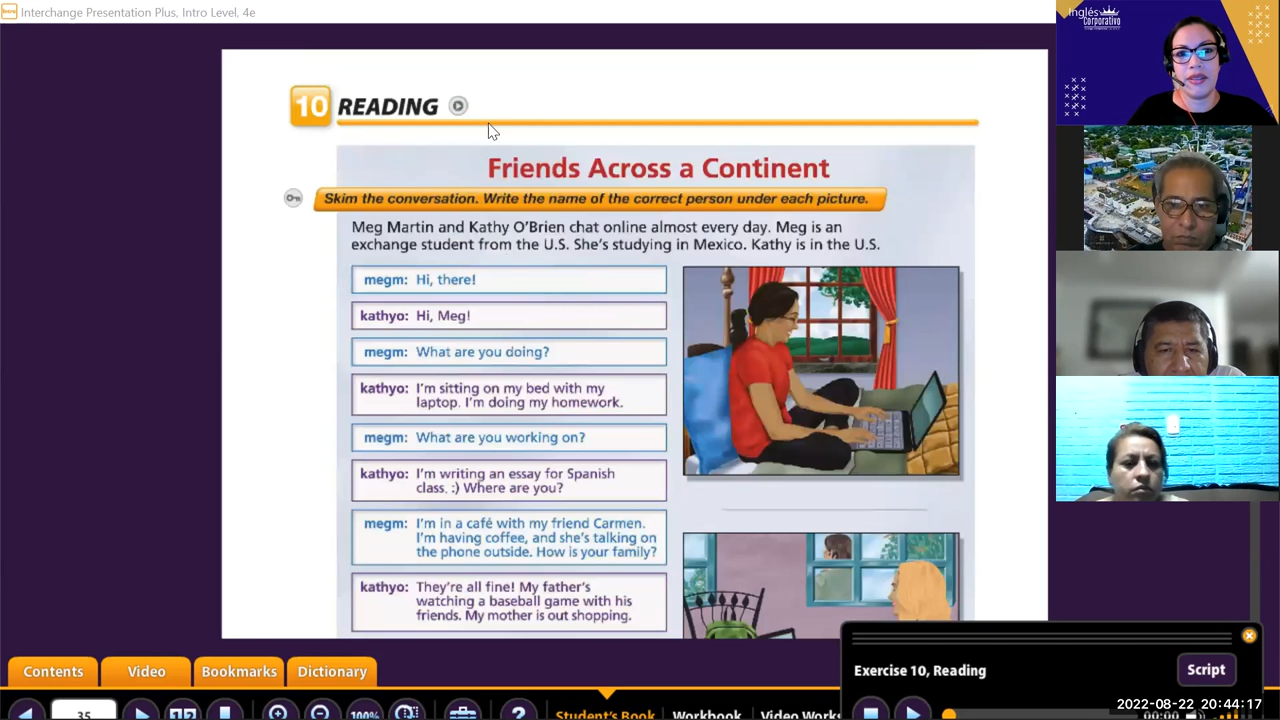 Interchange Presentation Plus, Intro Level, 4e
Inglés
Corporativo
10 READING
Friends Across a Continent
Skim the conversation. Write the name of the correct person under each picture.
Meg Martin and Kathy O'Brien chat online almost every day. Meg is an
exchange student from the U.S. She's studying in Mexico. Kathy is in the U.S.
megm: Hi, there!
kathyo: Hi, Meg!
megm: What are you doing?
kathyo: I'm sitting on my bed with my
laptop. I'm doing my homework.
megm: What are you working on?
kathyo: I'm writing an essay for Spanish
class. :) Where are you?
megm: I'm in a café with my friend Carmen.
I'm having coffee, and she's talking on
the phone outside. How is your family?
kathyo: They're all fine! My father's
watching a baseball game with his
friends. My mother is out shopping.
Exercise 10, Reading
Script
Contents
Video
Bookmarks
Dictionary
35
100%
?
Student's Book
Workbook
Video Works
00:00
2022-08-22 20:44:17